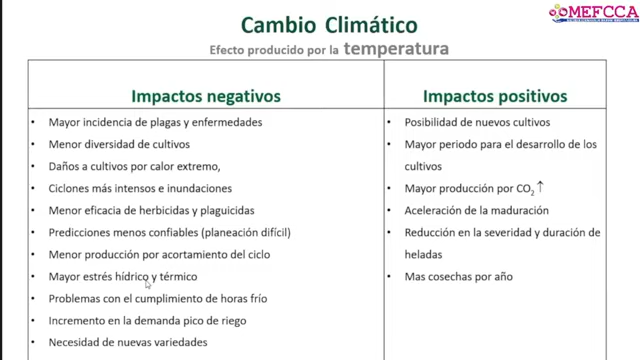 MEFCCA
Cambio Climático
Efecto producido por la temperatura
Impactos negativos
• Mayor incidencia de plagas y enfermedades
• Menor diversidad de cultivos
• Daños a cultivos por calor extremo,
• Ciclones más intensos e inundaciones
• Menor eficacia de herbicidas y plaguicidas
• Predicciones menos confiables (planeación difícil)
• Menor producción por acortamiento del ciclo
• Mayor estrés hídrico y térmico
• Problemas con el cumplimiento de horas frío
• Incremento en la demanda pico de riego
• Necesidad de nuevas variedades
Impactos positivos
• Posibilidad de nuevos cultivos
• Mayor periodo para el desarrollo de los
cultivos
• Mayor producción por CO₂ ↑
• Aceleración de la maduración
• Reducción en la severidad y duración de
heladas
• Mas cosechas por año